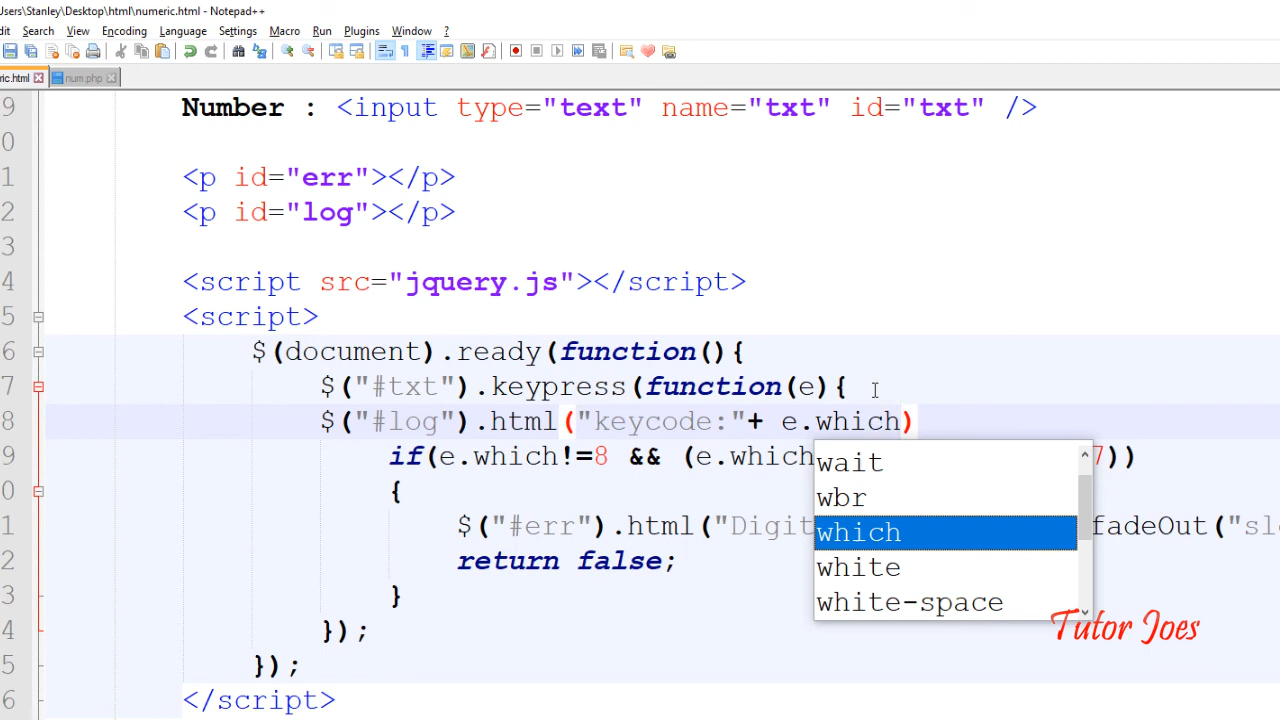 Users\Stanley\Desktop\html\numeric.html - Notepad++
dit Search View Encoding Language Settings Macro Run Plugins Window ?
ric.html num.php
9 Number : <input type="text" name="txt" id="txt" />
0
1 <p id="err"></p>
2 <p id="log"></p>
3
4 <script src="jquery.js"></script>
5 <script>
6 $(document).ready(function(){
7 $("#txt").keypress(function(e){
8 $("#log").html("keycode:"+ e.which)
9 if(e.which!=8 && (e.which 7))
wait
0 {
wbr
1 $("#err").html("Digit fadeOut("slo
which
2 return false;
white
3 }
white-space
4 });
Tutor Joes
5 });
6 </script>